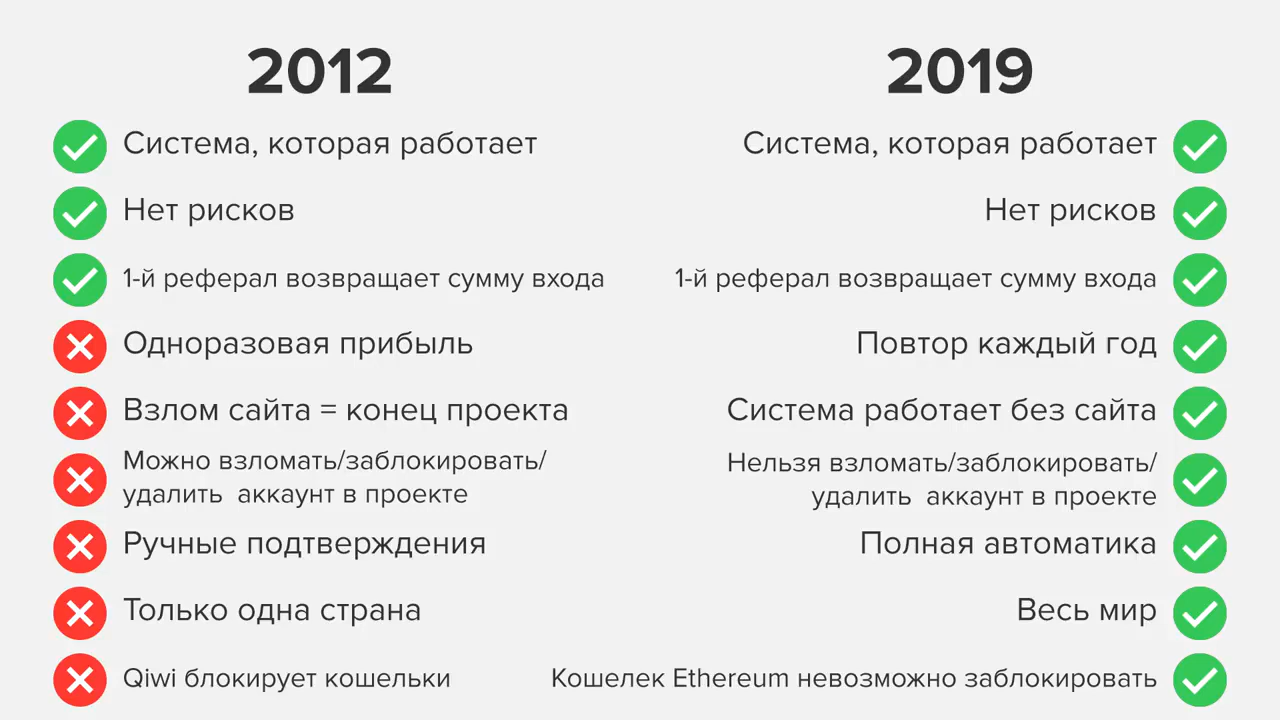 2012
Система, которая работает
Нет рисков
1-й реферал возвращает сумму входа
Одноразовая прибыль
Взлом сайта = конец проекта
Можно взломать/заблокировать/
удалить  аккаунт в проекте
Ручные подтверждения
Только одна страна
Qiwi блокирует кошельки
2019
Система, которая работает
Нет рисков
1-й реферал возвращает сумму входа
Повтор каждый год
Система работает без сайта
Нельзя взломать/заблокировать/
удалить  аккаунт в проекте
Полная автоматика
Весь мир
Кошелек Ethereum невозможно заблокировать